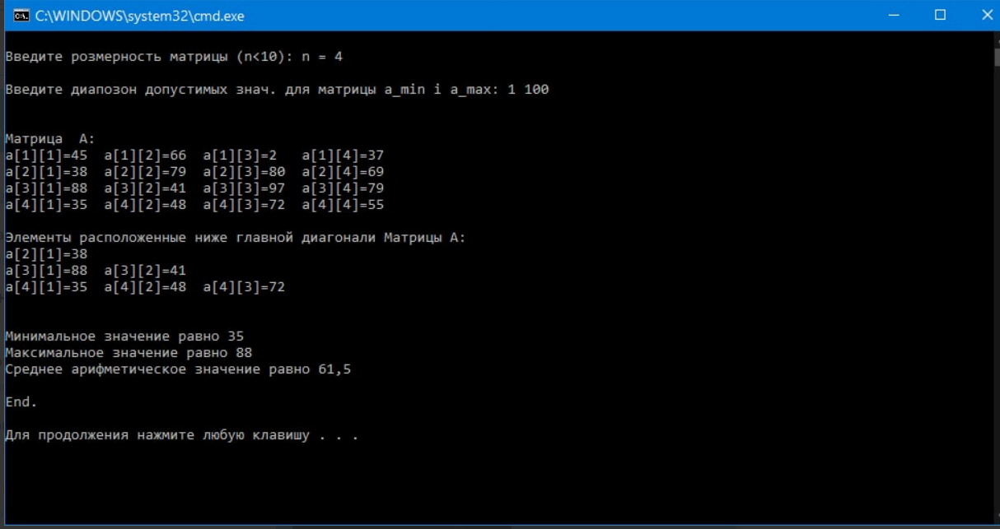 C:\WINDOWS\system32\cmd.exe
Введите розмерность матрицы (n<10): n = 4
Введите диапозон допустимых знач. для матрицы a_min i a_max: 1 100
Матрица  A:
a[1][1]=45  a[1][2]=66  a[1][3]=2   a[1][4]=37
a[2][1]=38  a[2][2]=79  a[2][3]=80  a[2][4]=69
a[3][1]=88  a[3][2]=41  a[3][3]=97  a[3][4]=79
a[4][1]=35  a[4][2]=48  a[4][3]=72  a[4][4]=55
Элементы расположенные ниже главной диагонали Матрицы A:
a[2][1]=38
a[3][1]=88  a[3][2]=41
a[4][1]=35  a[4][2]=48  a[4][3]=72
Минимальное значение равно 35
Максимальное значение равно 88
Среднее арифметическое значение равно 61,5
End.
Для продолжения нажмите любую клавишу . . .